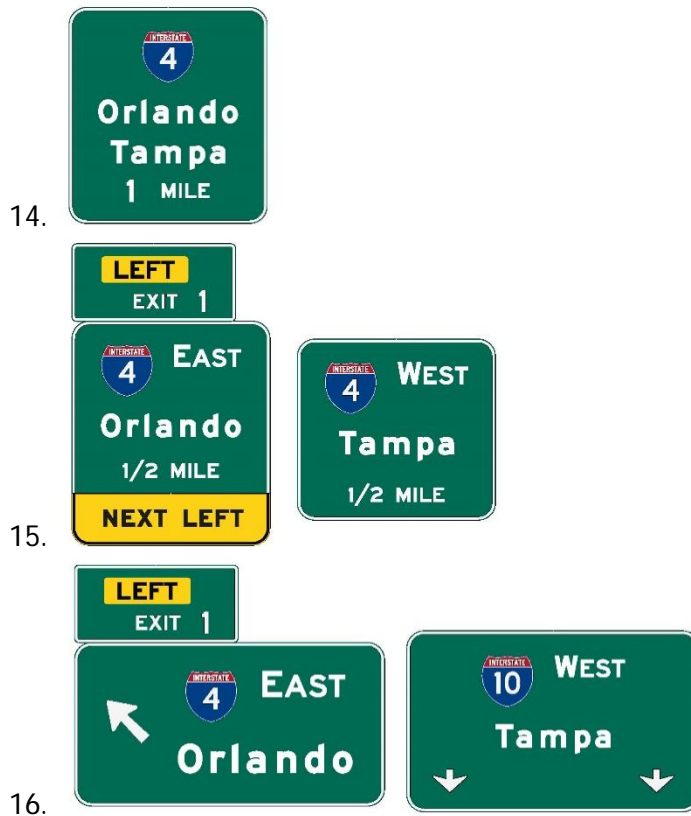 INTERSTATE
4
Orlando
Tampa
1 MILE
14.
LEFT
EXIT 1
INTERSTATE
4 EAST
Orlando
1/2 MILE
NEXT LEFT
INTERSTATE
4 WEST
Tampa
1/2 MILE
15.
LEFT
EXIT 1
INTERSTATE
4 EAST
Orlando
INTERSTATE
10 WEST
Tampa
16.